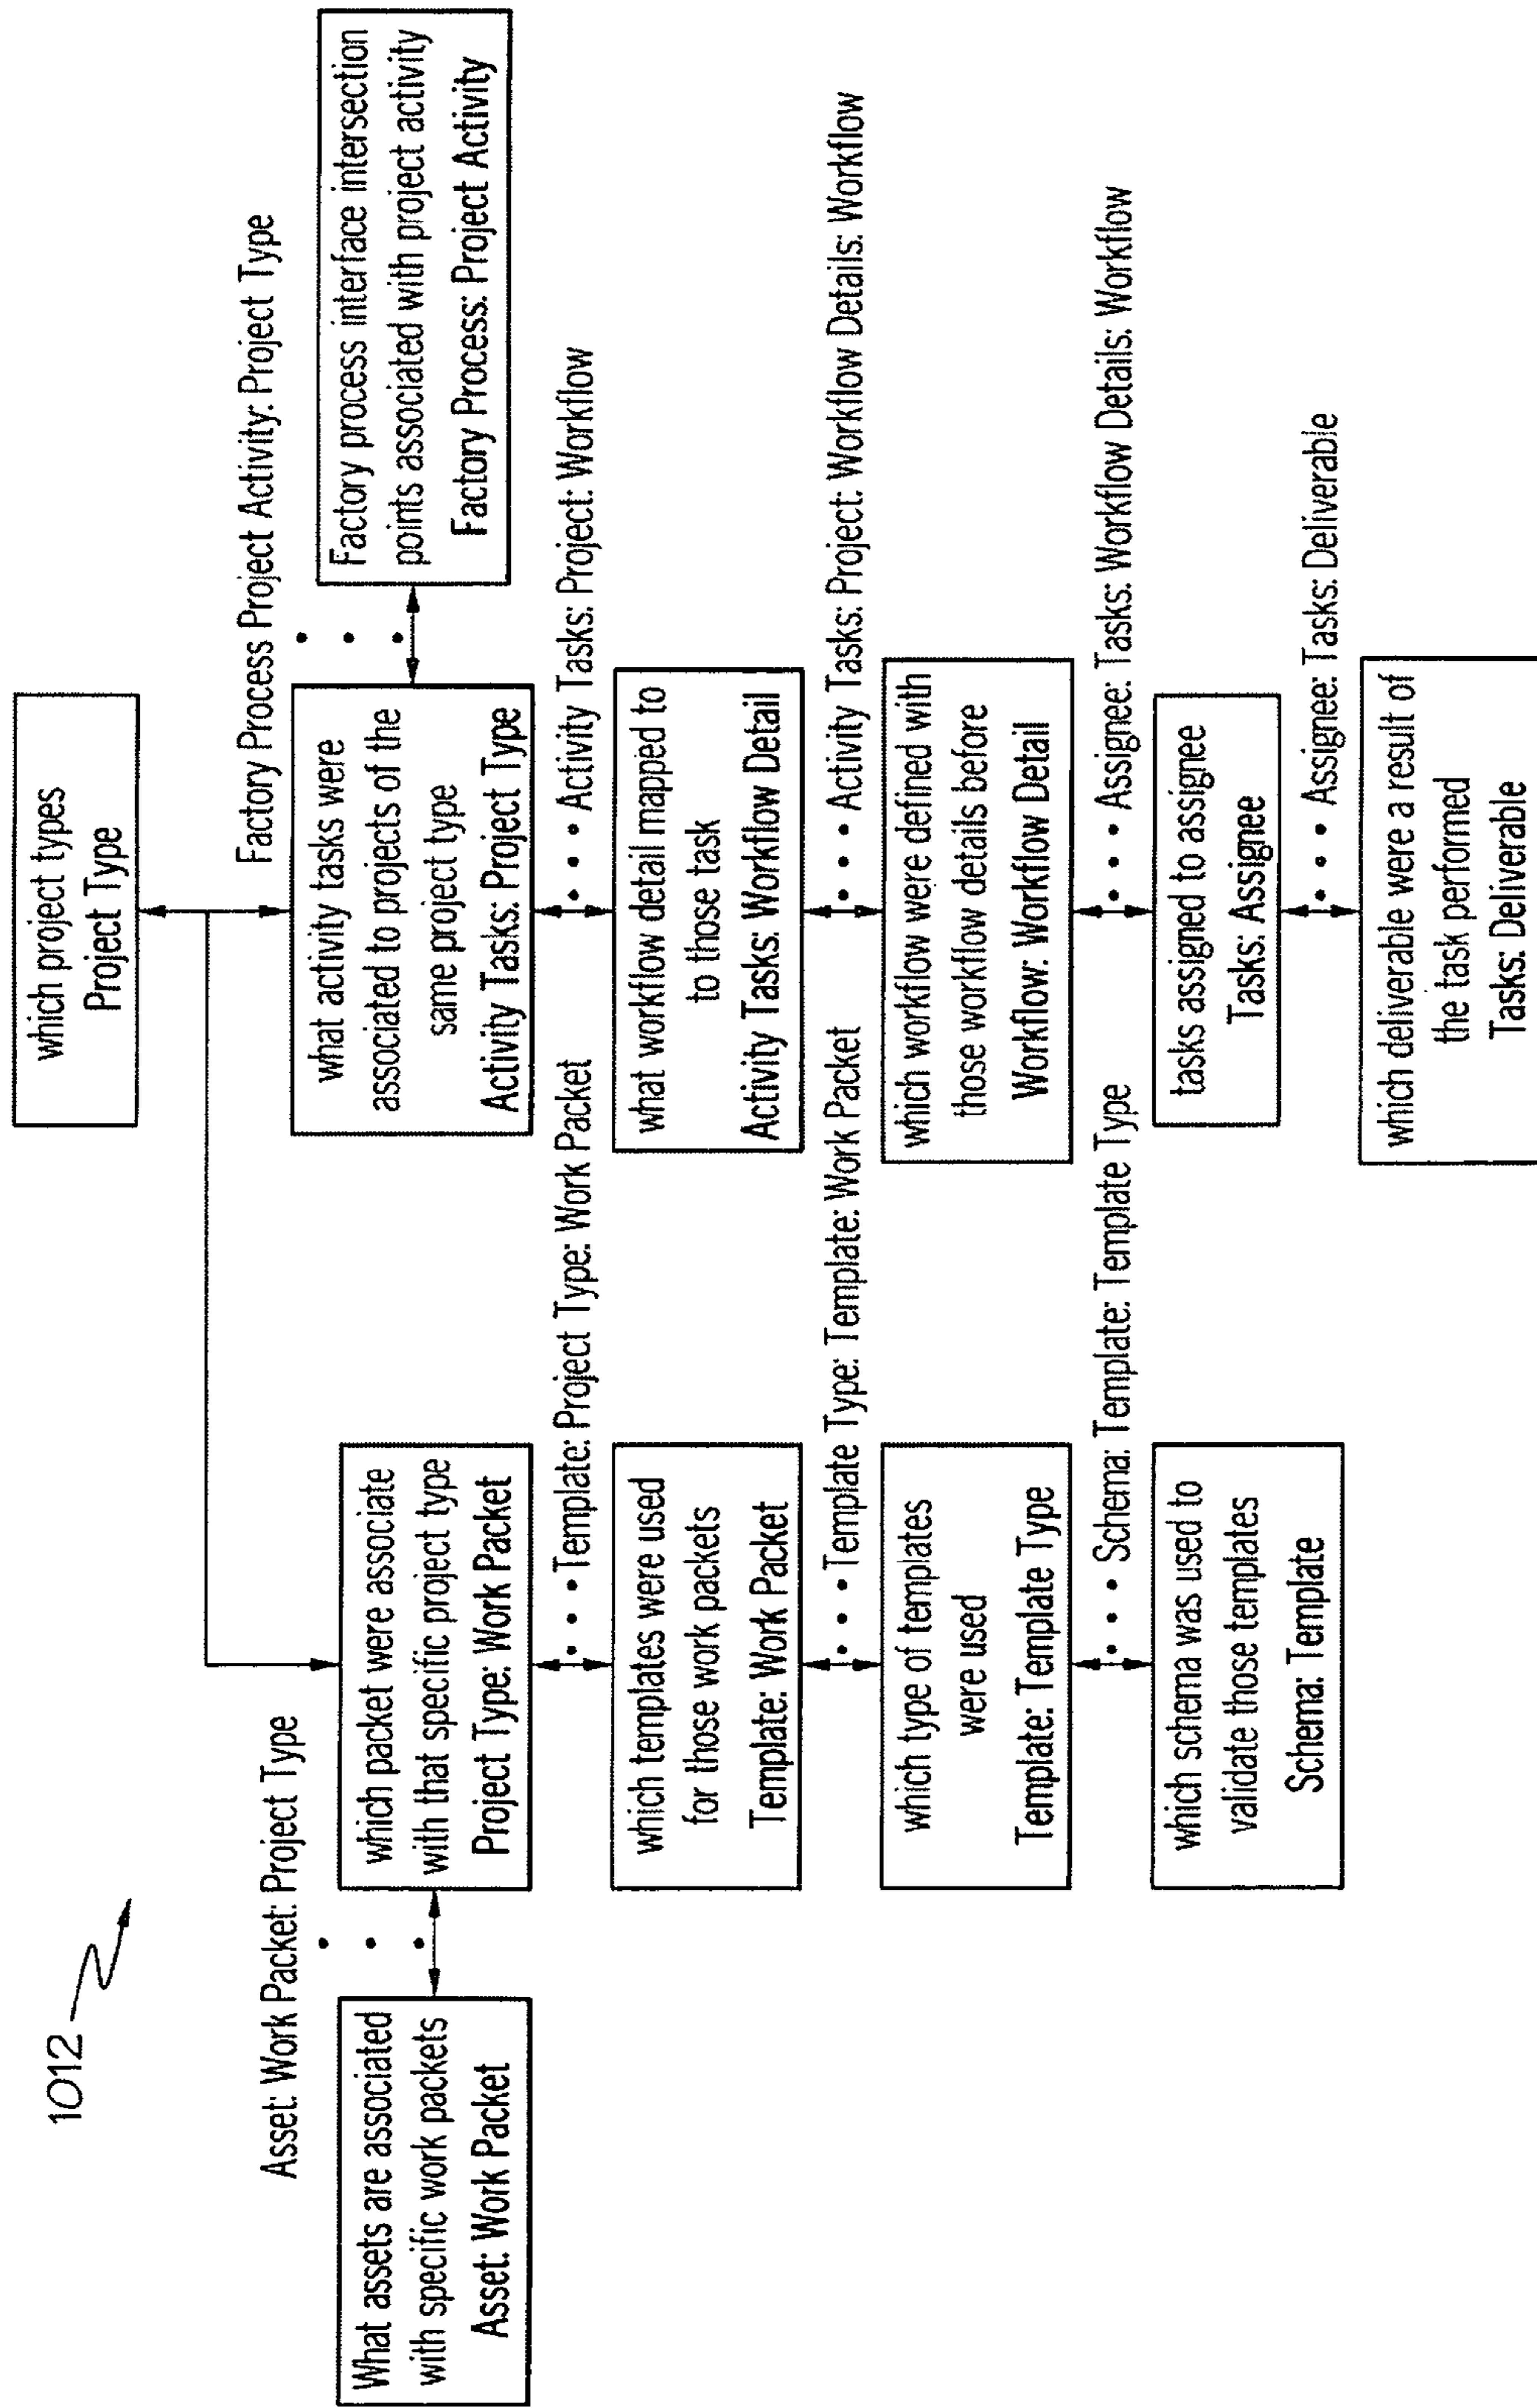 1012
which project types
Project Type
Asset: Work Packet: Project Type
Factory Process Project Activity: Project Type
What assets are associated
with specific work packets
Asset: Work Packet
which packet were associate
with that specific project type
Project Type: Work Packet
what activity tasks were
associated to projects of the
same project type
Activity Tasks: Project Type
Factory process interface intersection
points associated with project activity
Factory Process: Project Activity
Template: Project Type: Work Packet
Activity Tasks: Project: Workflow
which templates were used
for those work packets
Template: Work Packet
what workflow detail mapped to
to those task
Activity Tasks: Workflow Detail
Template Type: Template: Work Packet
Activity Tasks: Project: Workflow Details: Workflow
which type of templates
were used
Template: Template Type
which workflow were defined with
those workflow details before
Workflow: Workflow Detail
Schema: Template: Template Type
Assignee: Tasks: Workflow Details: Workflow
which schema was used to
validate those templates
Schema: Template
tasks assigned to assignee
Tasks: Assignee
Assignee: Tasks: Deliverable
which deliverable were a result of
the task performed
Tasks: Deliverable